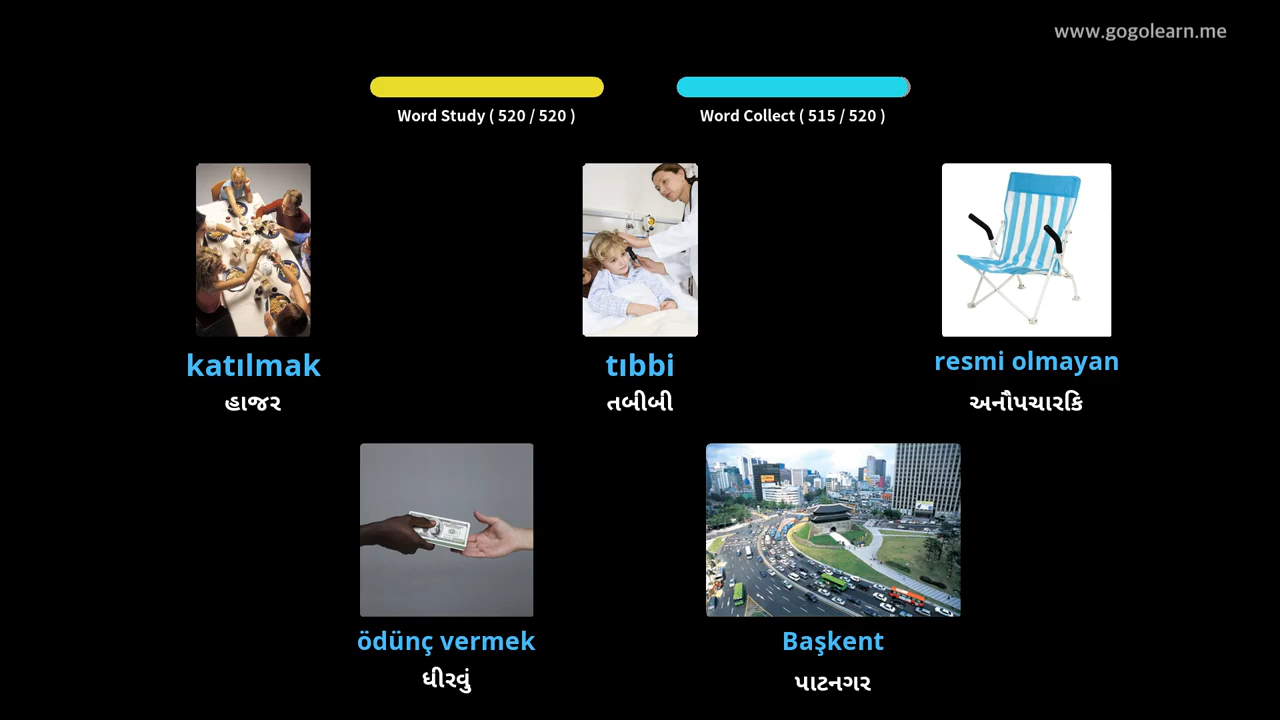 www.gogolearn.me
Word Study ( 520 / 520 )
Word Collect ( 515 / 520 )
katılmak
હાજર
tıbbi
તબીબી
resmi olmayan
અનૌપચારકિ
ödünç vermek
ધીરવું
Başkent
પાટનગર